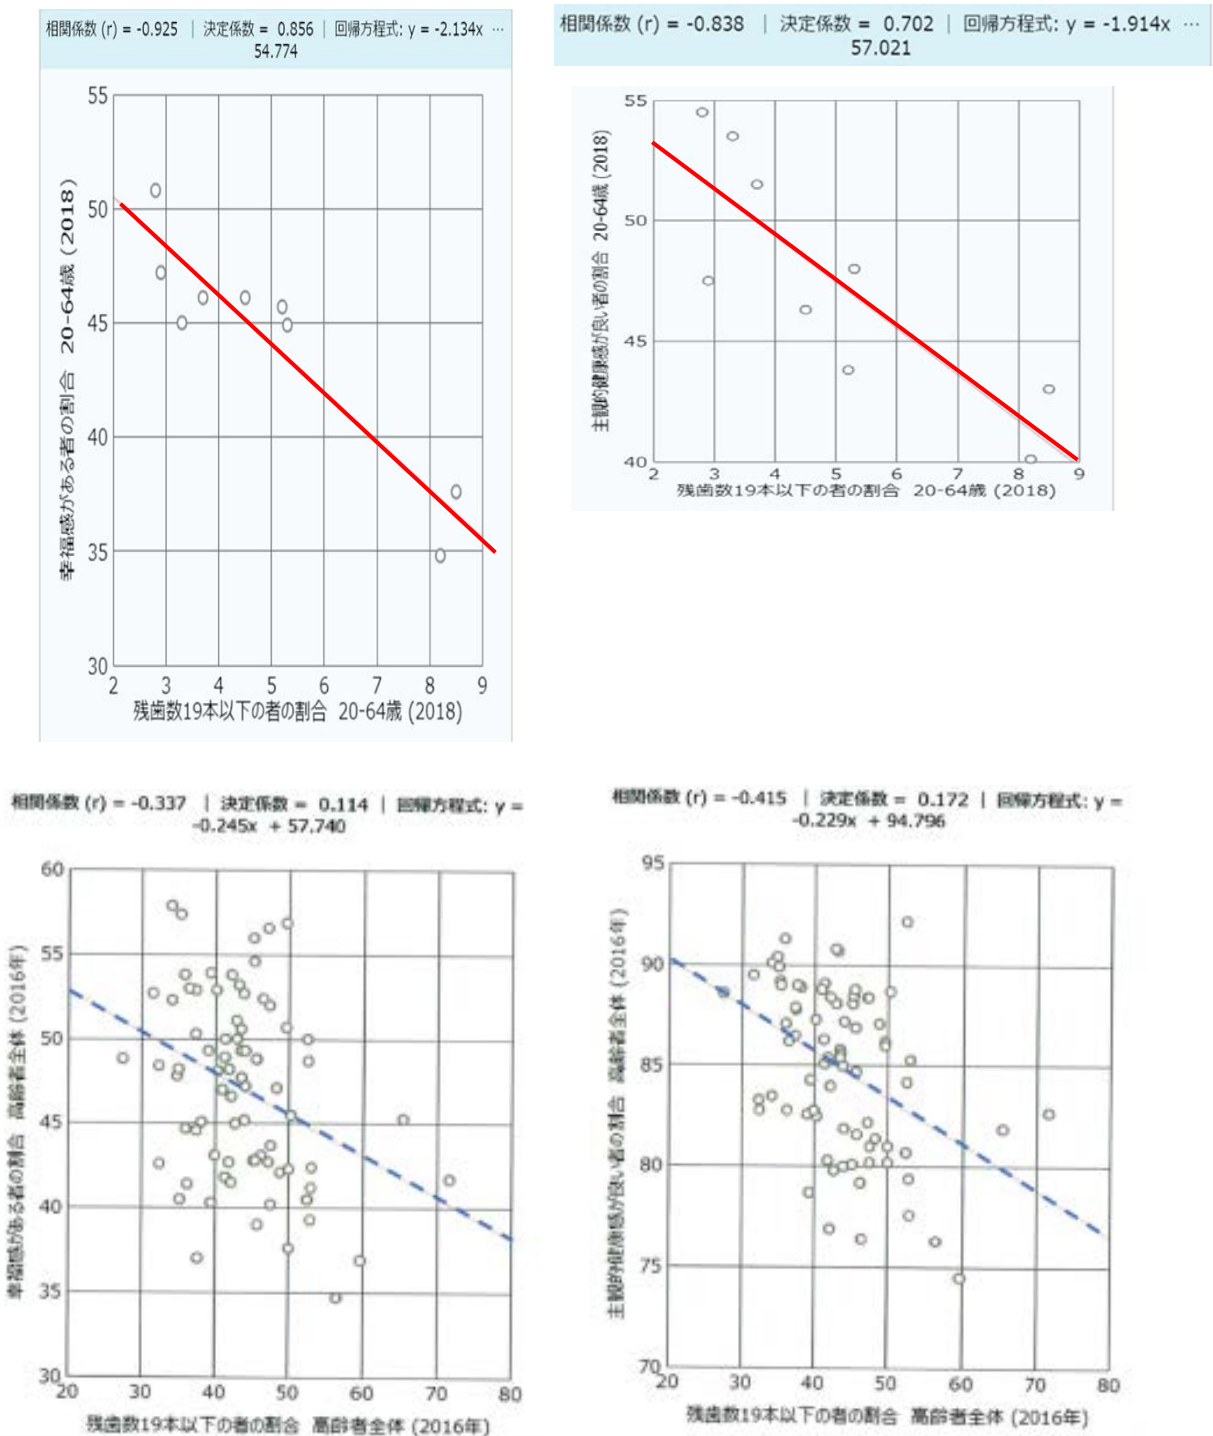 相関係数 (r) = -0.925 | 決定係数 = 0.856 | 回帰方程式: y = -2.134x …
54.774
55
50
45
40
35
30
幸福感がある者の割合 20-64歳 (2018)
2 3 4 5 6 7 8 9
残歯数19本以下の者の割合 20-64歳 (2018)
相関係数 (r) = -0.838 | 決定係数 = 0.702 | 回帰方程式: y = -1.914x …
57.021
55
50
45
40
主観的健康感が良い者の割合 20-64歳 (2018)
2 3 4 5 6 7 8 9
残歯数19本以下の者の割合 20-64歳 (2018)
相関係数 (r) = -0.337 | 決定係数 = 0.114 | 回帰方程式: y =
-0.245x + 57.740
60
55
50
45
40
35
30
幸福感がある者の割合 高齢者全体 (2016年)
20 30 40 50 60 70 80
残歯数19本以下の者の割合 高齢者全体 (2016年)
相関係数 (r) = -0.415 | 決定係数 = 0.172 | 回帰方程式: y =
-0.229x + 94.796
95
90
85
80
75
70
主観的健康感が良い者の割合 高齢者全体 (2016年)
20 30 40 50 60 70 80
残歯数19本以下の者の割合 高齢者全体 (2016年)